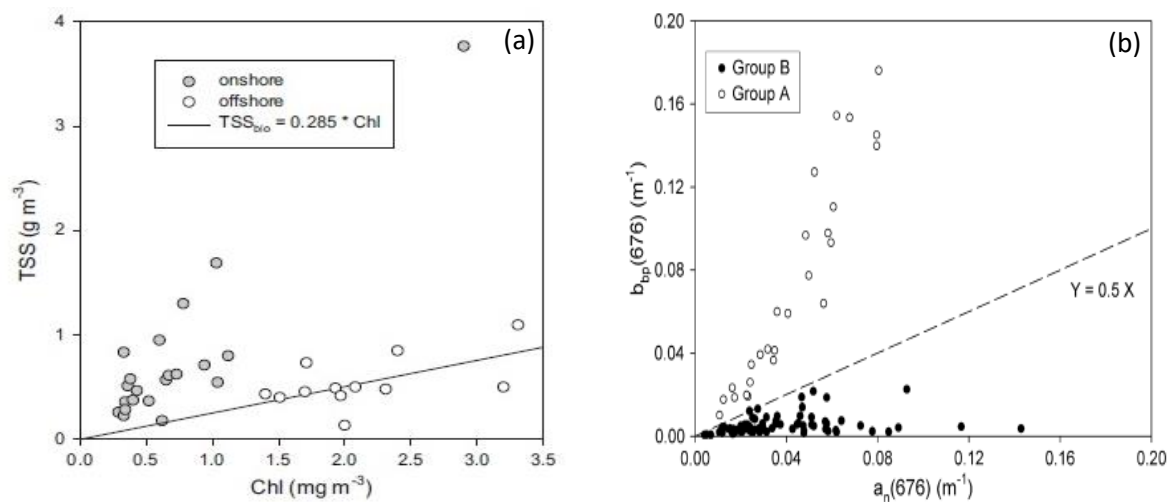 (a)
onshore
offshore
TSSbio = 0.285 * Chl
TSS (g m-3)
4
3
2
1
0
0.0 0.5 1.0 1.5 2.0 2.5 3.0 3.5
Chl (mg m-3)
(b)
Group B
Group A
Y = 0.5 X
bbp(676) (m-1)
0.20
0.16
0.12
0.08
0.04
0.00
0.00 0.04 0.08 0.12 0.16 0.20
an(676) (m-1)